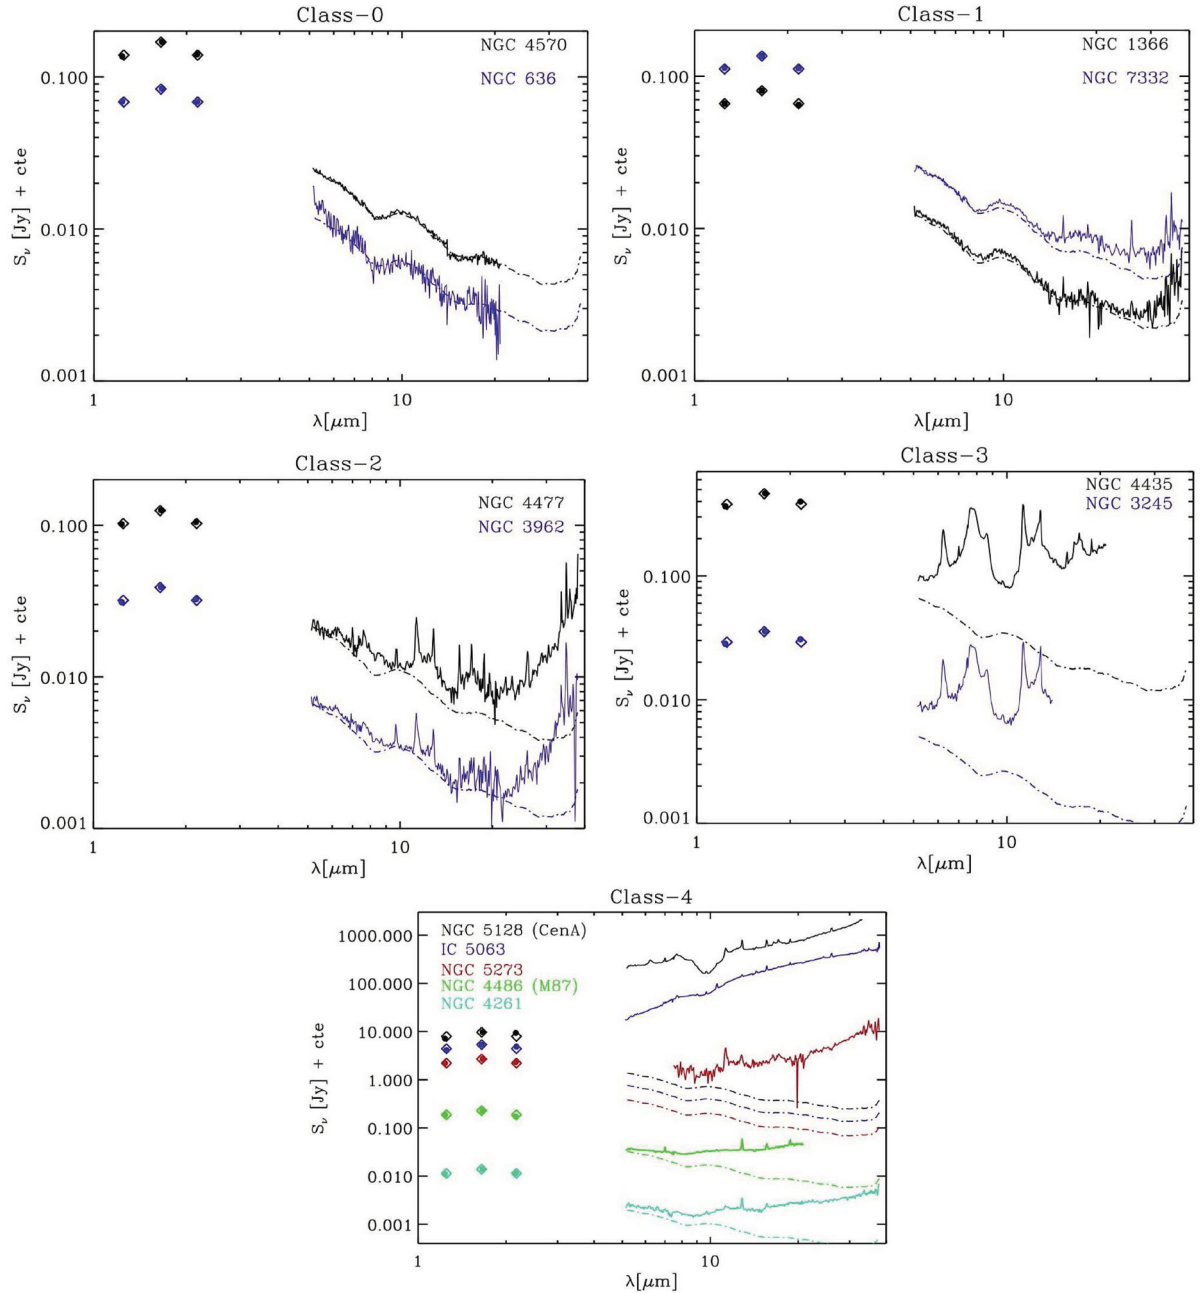 Class-0
NGC 4570
NGC 636
0.100
0.010
0.001
Sν [Jy] + cte
1
10
λ[μm]
Class-1
NGC 1366
NGC 7332
0.100
0.010
0.001
Sν [Jy] + cte
1
10
λ[μm]
Class-2
NGC 4477
NGC 3962
0.100
0.010
0.001
Sν [Jy] + cte
1
10
λ[μm]
Class-3
NGC 4435
NGC 3245
0.100
0.010
0.001
Sν [Jy] + cte
1
10
λ[μm]
Class-4
NGC 5128 (CenA)
IC 5063
NGC 5273
NGC 4486 (M87)
NGC 4261
1000.000
100.000
10.000
1.000
0.100
0.010
0.001
Sν [Jy] + cte
1
10
λ[μm]